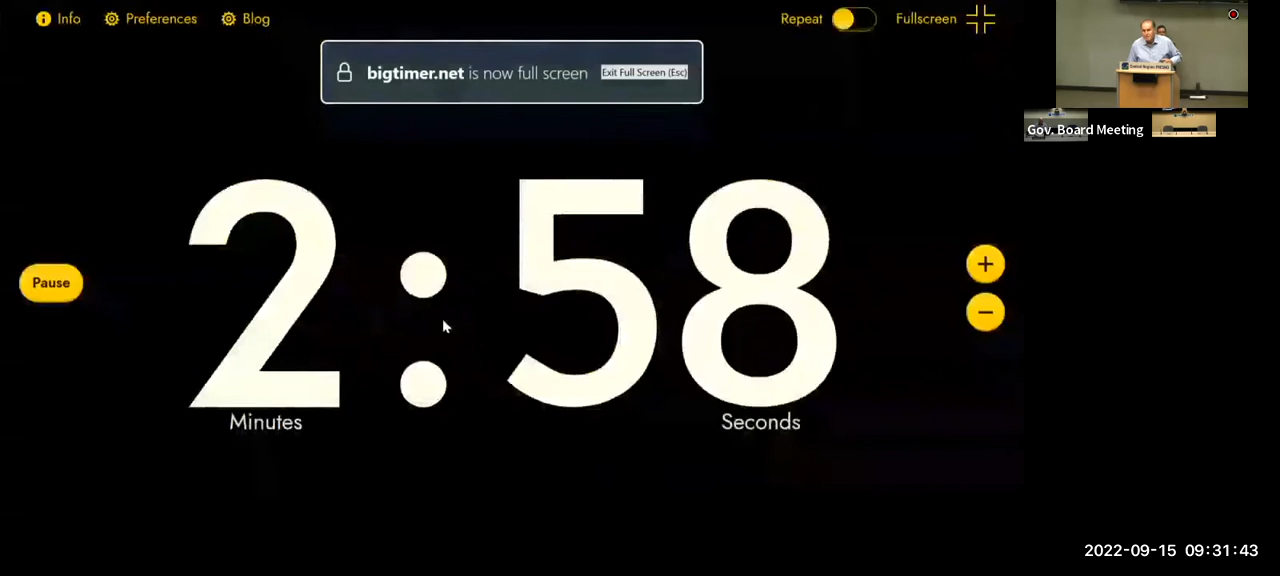 Info Preferences Blog Repeat Fullscreen
bigtimer.net is now full screen Exit Full Screen (Esc)
Gov. Board Meeting
2:58
Pause
+
−
Minutes Seconds
2022-09-15 09:31:43